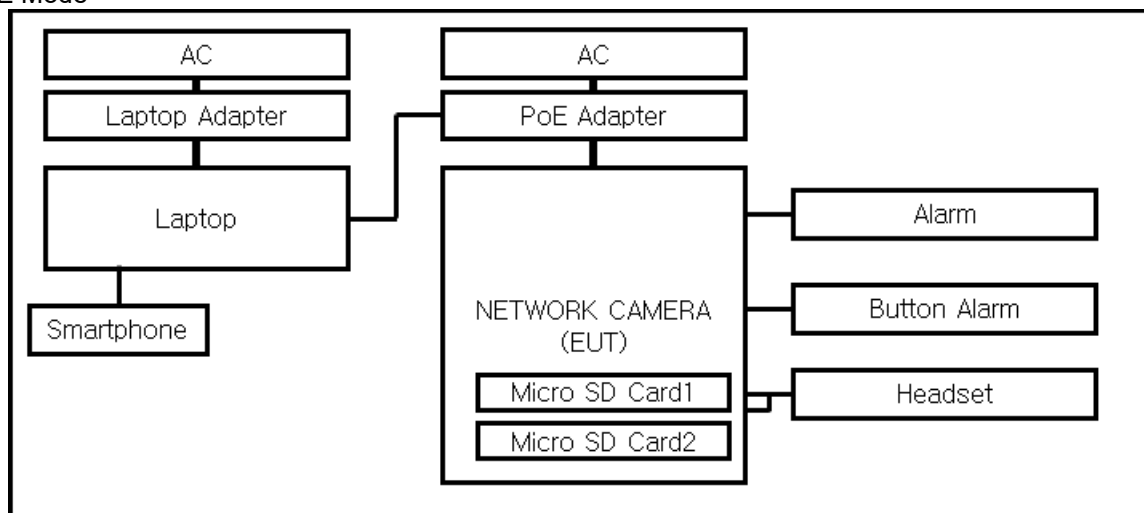 AC
AC
Laptop Adapter
PoE Adapter
Laptop
Alarm
NETWORK CAMERA
(EUT)
Button Alarm
Smartphone
Micro SD Card1
Headset
Micro SD Card2